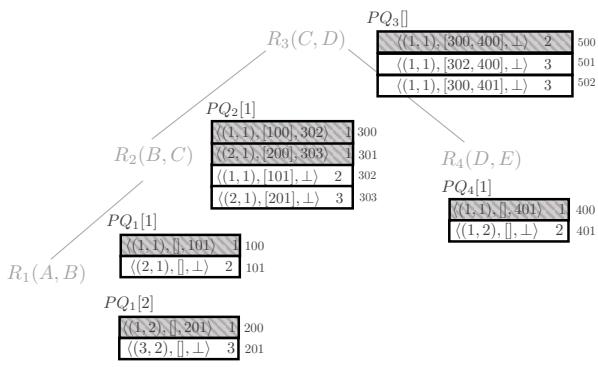 PQ₃[]
R₃(C, D)
⟨(1, 1), [300, 400], ⊥⟩ 2 500
⟨(1, 1), [302, 400], ⊥⟩ 3 501
⟨(1, 1), [300, 401], ⊥⟩ 3 502
PQ₂[1]
⟨(1, 1), [100], 302⟩ 1 300
⟨(2, 1), [200], 303⟩ 1 301
⟨(1, 1), [101], ⊥⟩ 2 302
⟨(2, 1), [201], ⊥⟩ 3 303
R₂(B, C)
R₄(D, E)
PQ₄[1]
⟨(1, 1), [], 401⟩ 1 400
⟨(1, 2), [], ⊥⟩ 2 401
PQ₁[1]
⟨(1, 1), [], 101⟩ 1 100
⟨(2, 1), [], ⊥⟩ 2 101
R₁(A, B)
PQ₁[2]
⟨(1, 2), [], 201⟩ 1 200
⟨(3, 2), [], ⊥⟩ 3 201